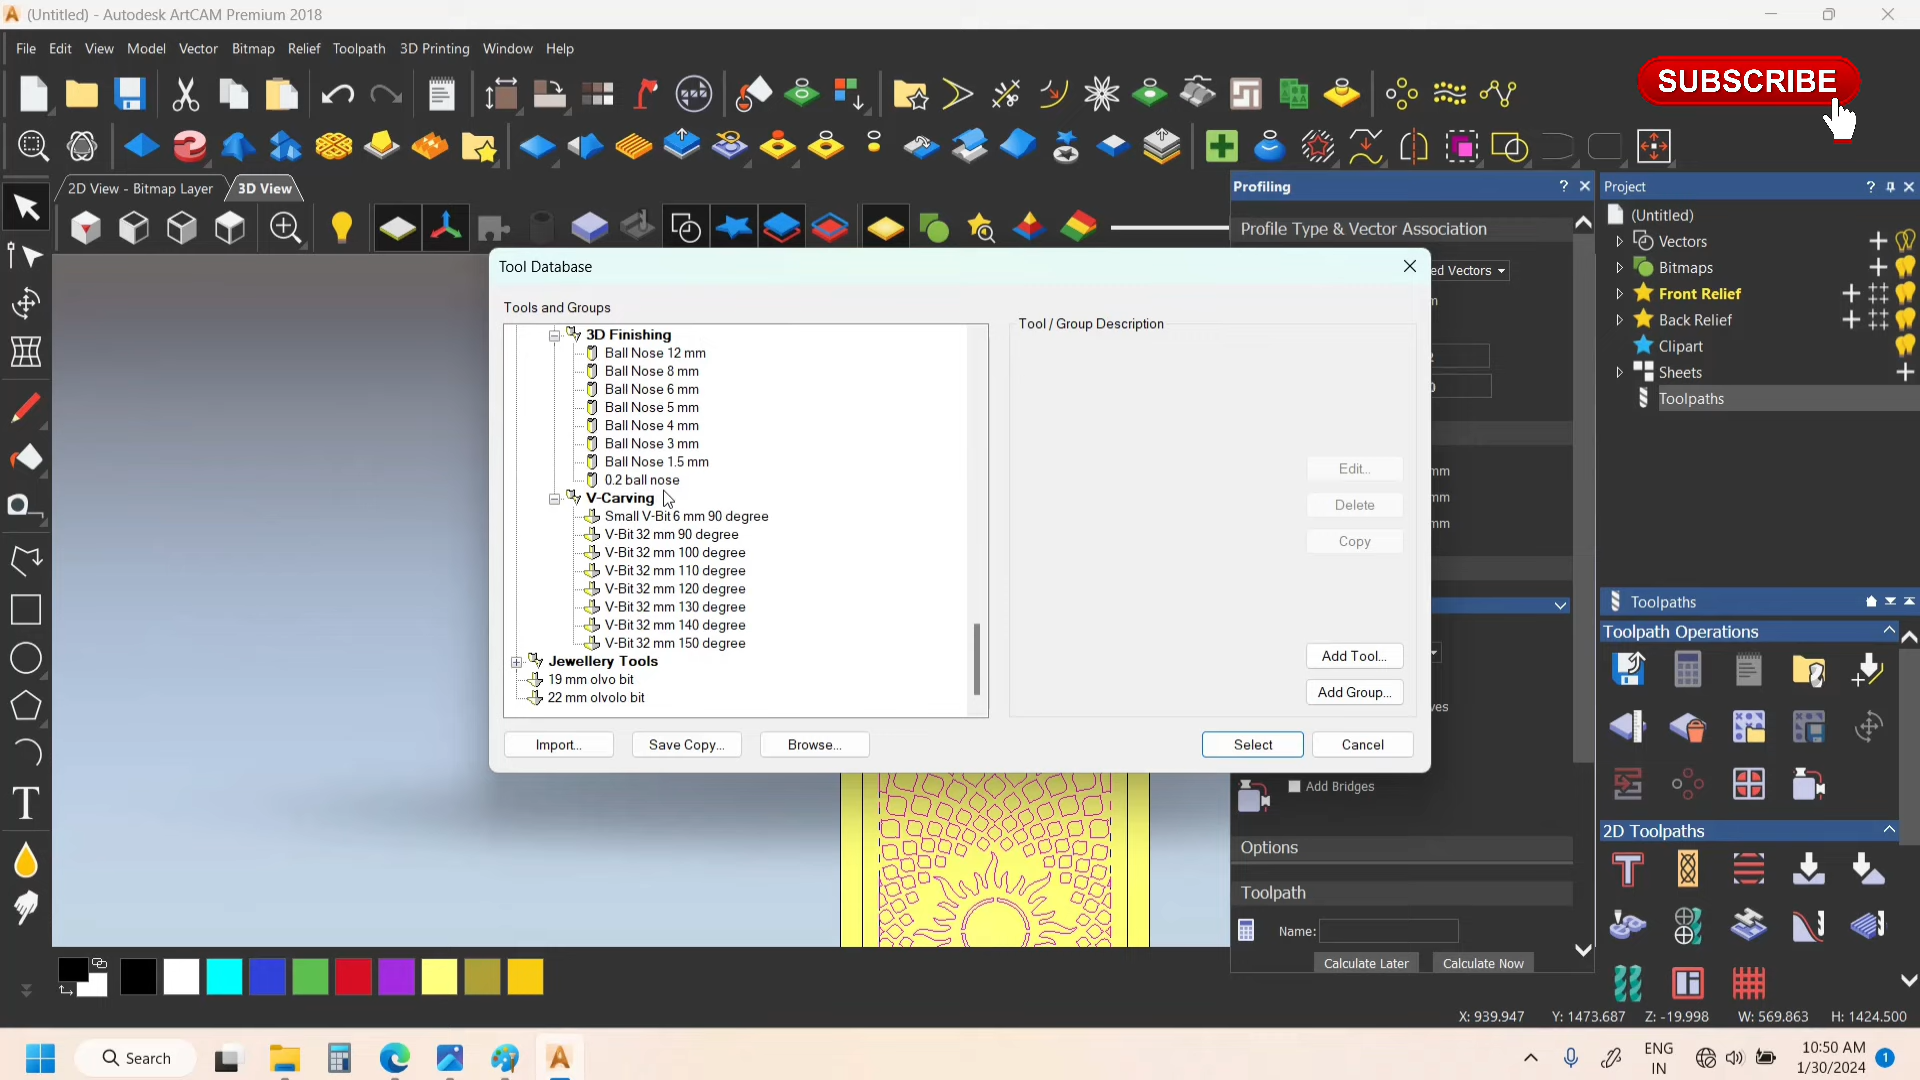 (Untitled) - Autodesk ArtCAM Premium 2018
File Edit View Model Vector Bitmap Relief Toolpath 3D Printing Window Help
SUBSCRIBE
2D View - Bitmap Layer 3D View
Profiling ?
Profile Type & Vector Association
ed Vectors
Project ?
(Untitled)
Vectors
Bitmaps
Front Relief
Back Relief
Clipart
Sheets
Toolpaths
Tool Database
Tools and Groups
3D Finishing
Ball Nose 12 mm
Ball Nose 8 mm
Ball Nose 6 mm
Ball Nose 5 mm
Ball Nose 4 mm
Ball Nose 3 mm
Ball Nose 1.5 mm
0.2 ball nose
V-Carving
Small V-Bit 6 mm 90 degree
V-Bit 32 mm 90 degree
V-Bit 32 mm 100 degree
V-Bit 32 mm 110 degree
V-Bit 32 mm 120 degree
V-Bit 32 mm 130 degree
V-Bit 32 mm 140 degree
V-Bit 32 mm 150 degree
Jewellery Tools
19 mm olvo bit
22 mm olvolo bit
Tool / Group Description
Edit...
Delete
Copy
Add Tool...
Add Group...
Import... Save Copy... Browse... Select Cancel
mm
mm
mm
ves
Add Bridges
Options
Toolpath
Name:
Calculate Later Calculate Now
Toolpaths
Toolpath Operations
2D Toolpaths
X: 939.947 Y: 1473.687 Z: -19.998 W: 569.863 H: 1424.500
Search
ENG
IN
10:50 AM
1/30/2024
1